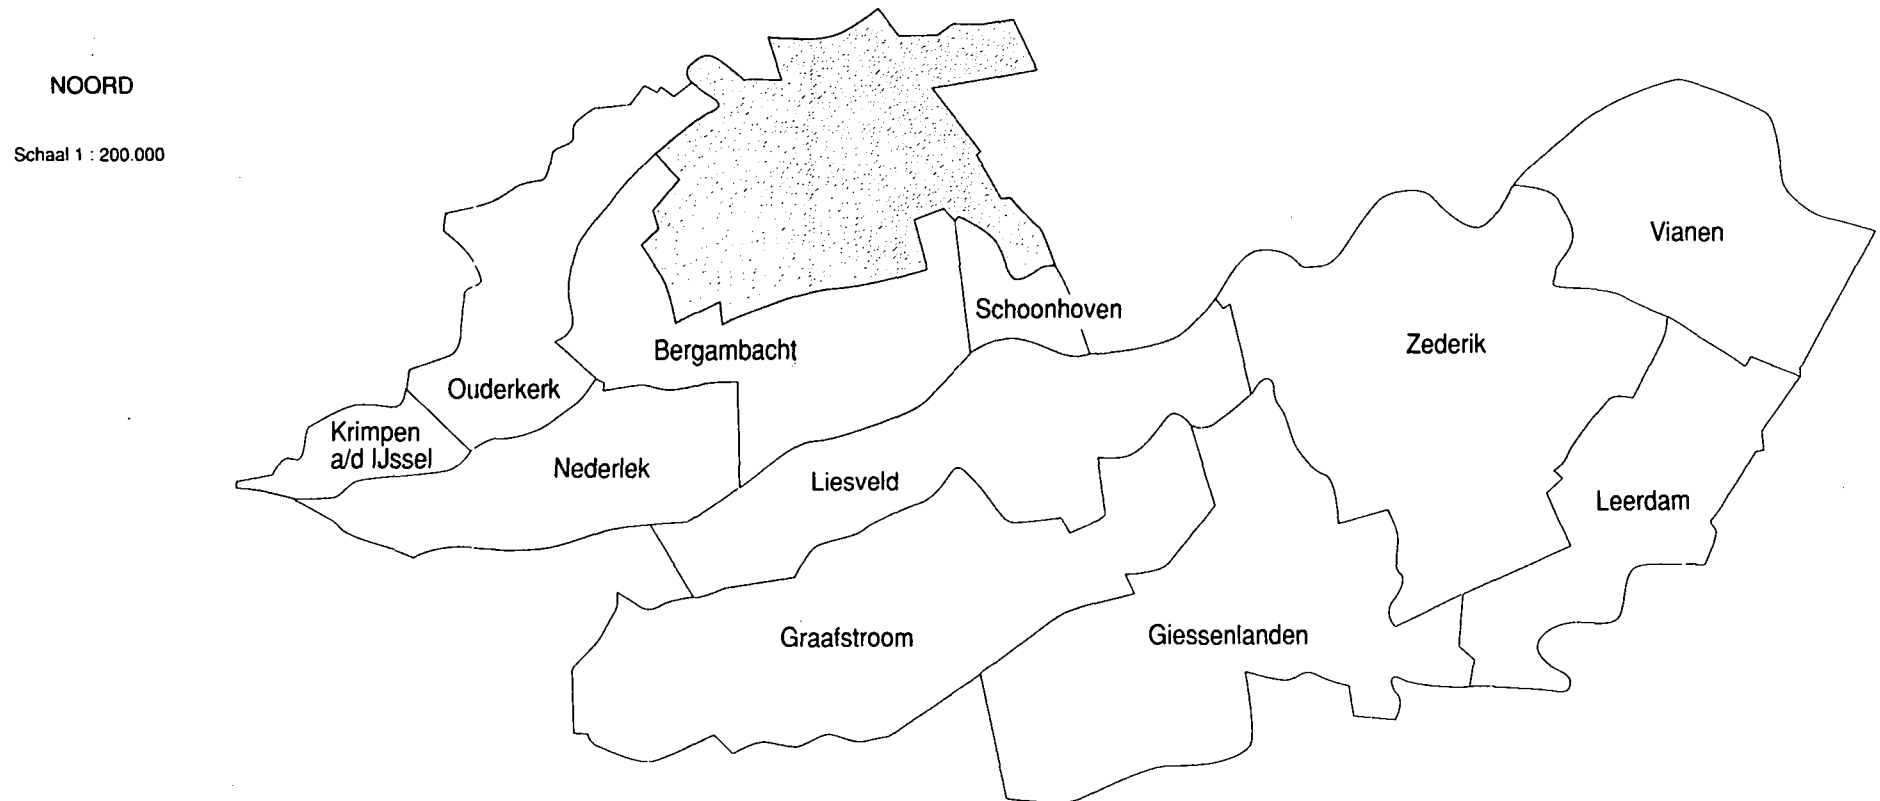 NOORD
Schaal 1 : 200.000
Vianen
Schoonhoven
Zederik
Bergambacht
Ouderkerk
Krimpen
a/d IJssel
Nederlek
Liesveld
Leerdam
Graafstroom
Giessenlanden